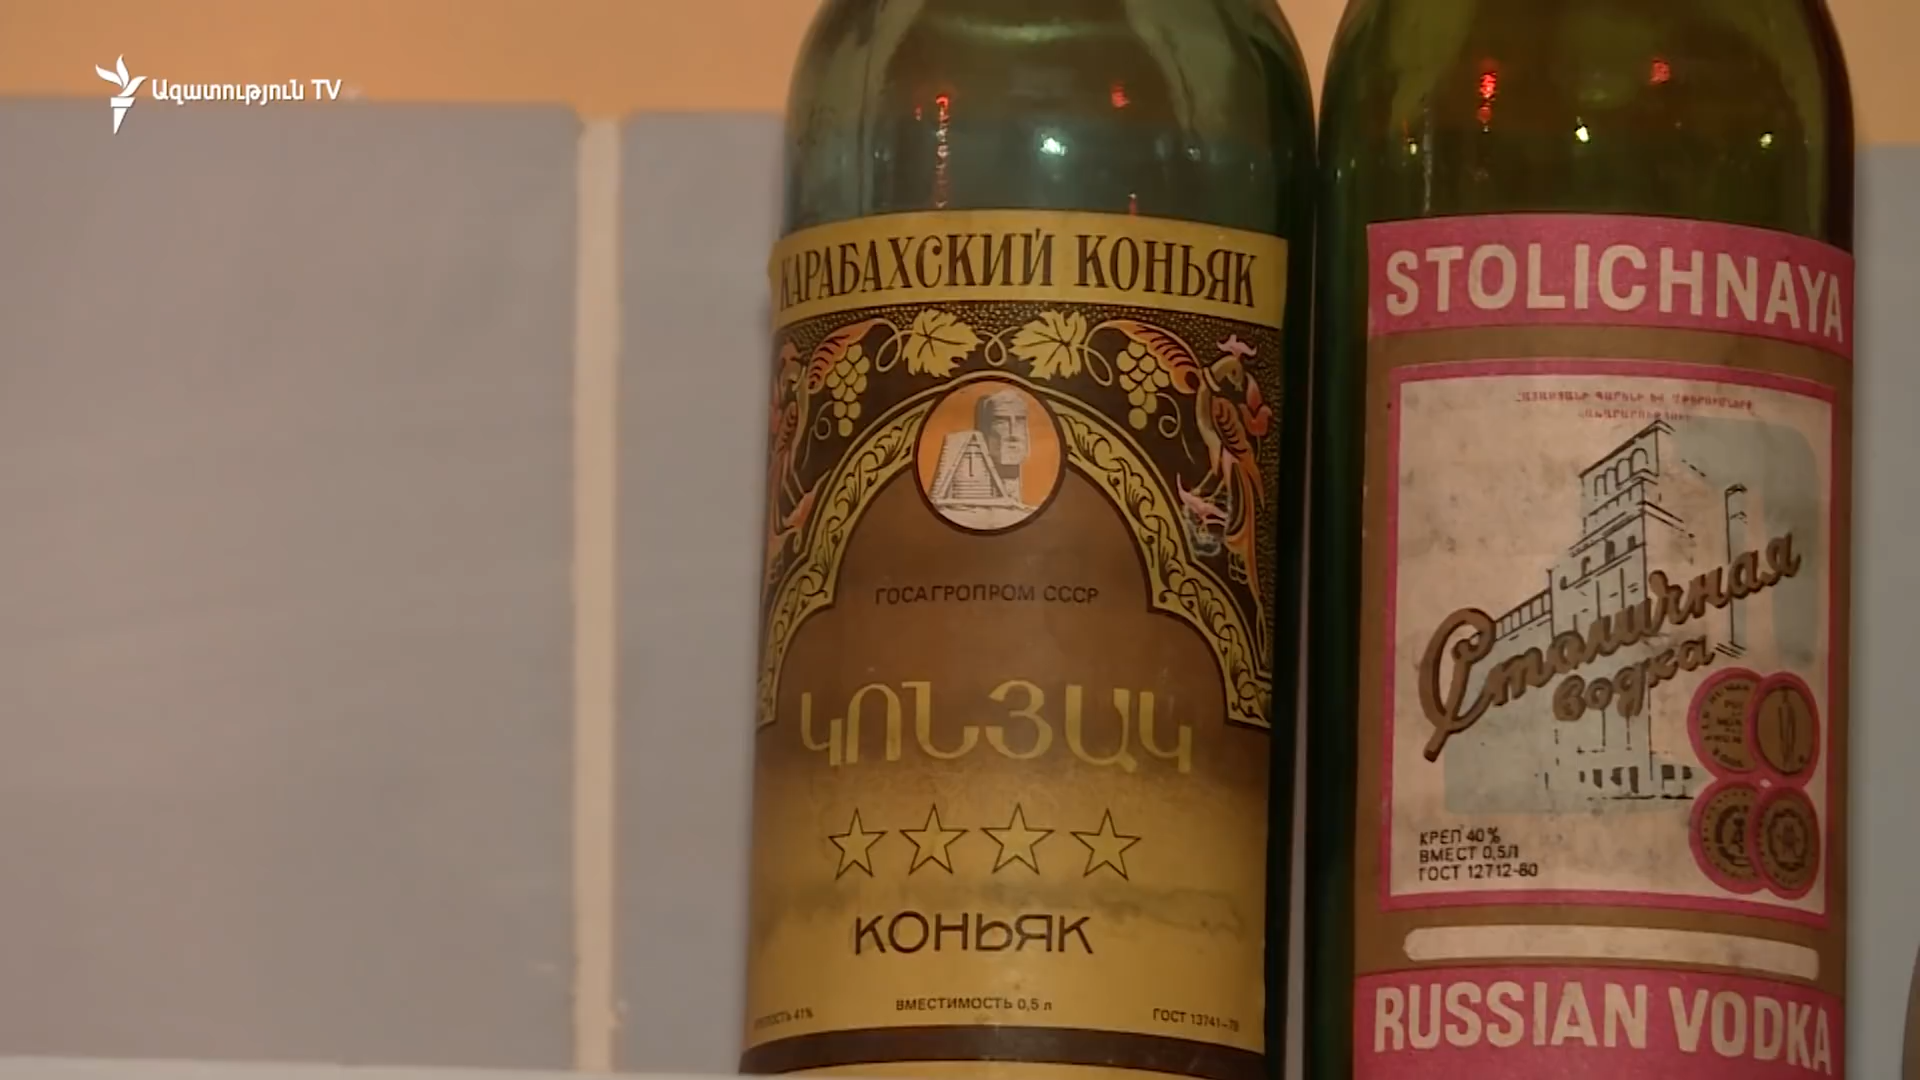 Ազատություն TV
КАРАБАХСКИЙ КОНЬЯК
ГОСАГРОПРОМ СССР
ԿՈՆՅԱԿ
КОНЬЯК
ВМЕСТИМОСТЬ 0,5 л
41%
ГОСТ 13741-78
STOLICHNAYA
Столичная
водка
КРЕП 40%
ВМЕСТ 0,5Л
ГОСТ 12712-80
RUSSIAN VODKA